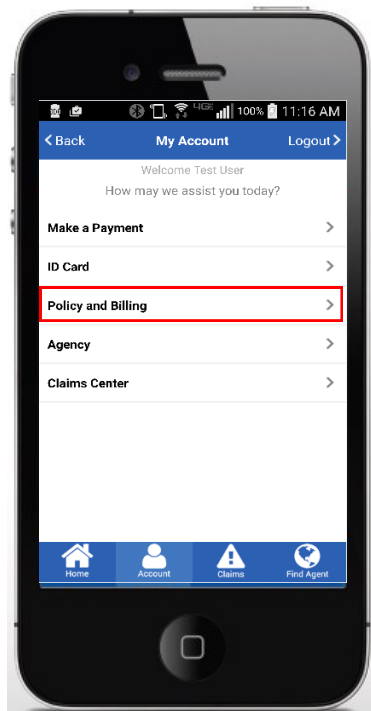 4GE 100% 11:16 AM
Back My Account Logout
Welcome Test User
How may we assist you today?
Make a Payment
ID Card
Policy and Billing
Agency
Claims Center
Home Account Claims Find Agent